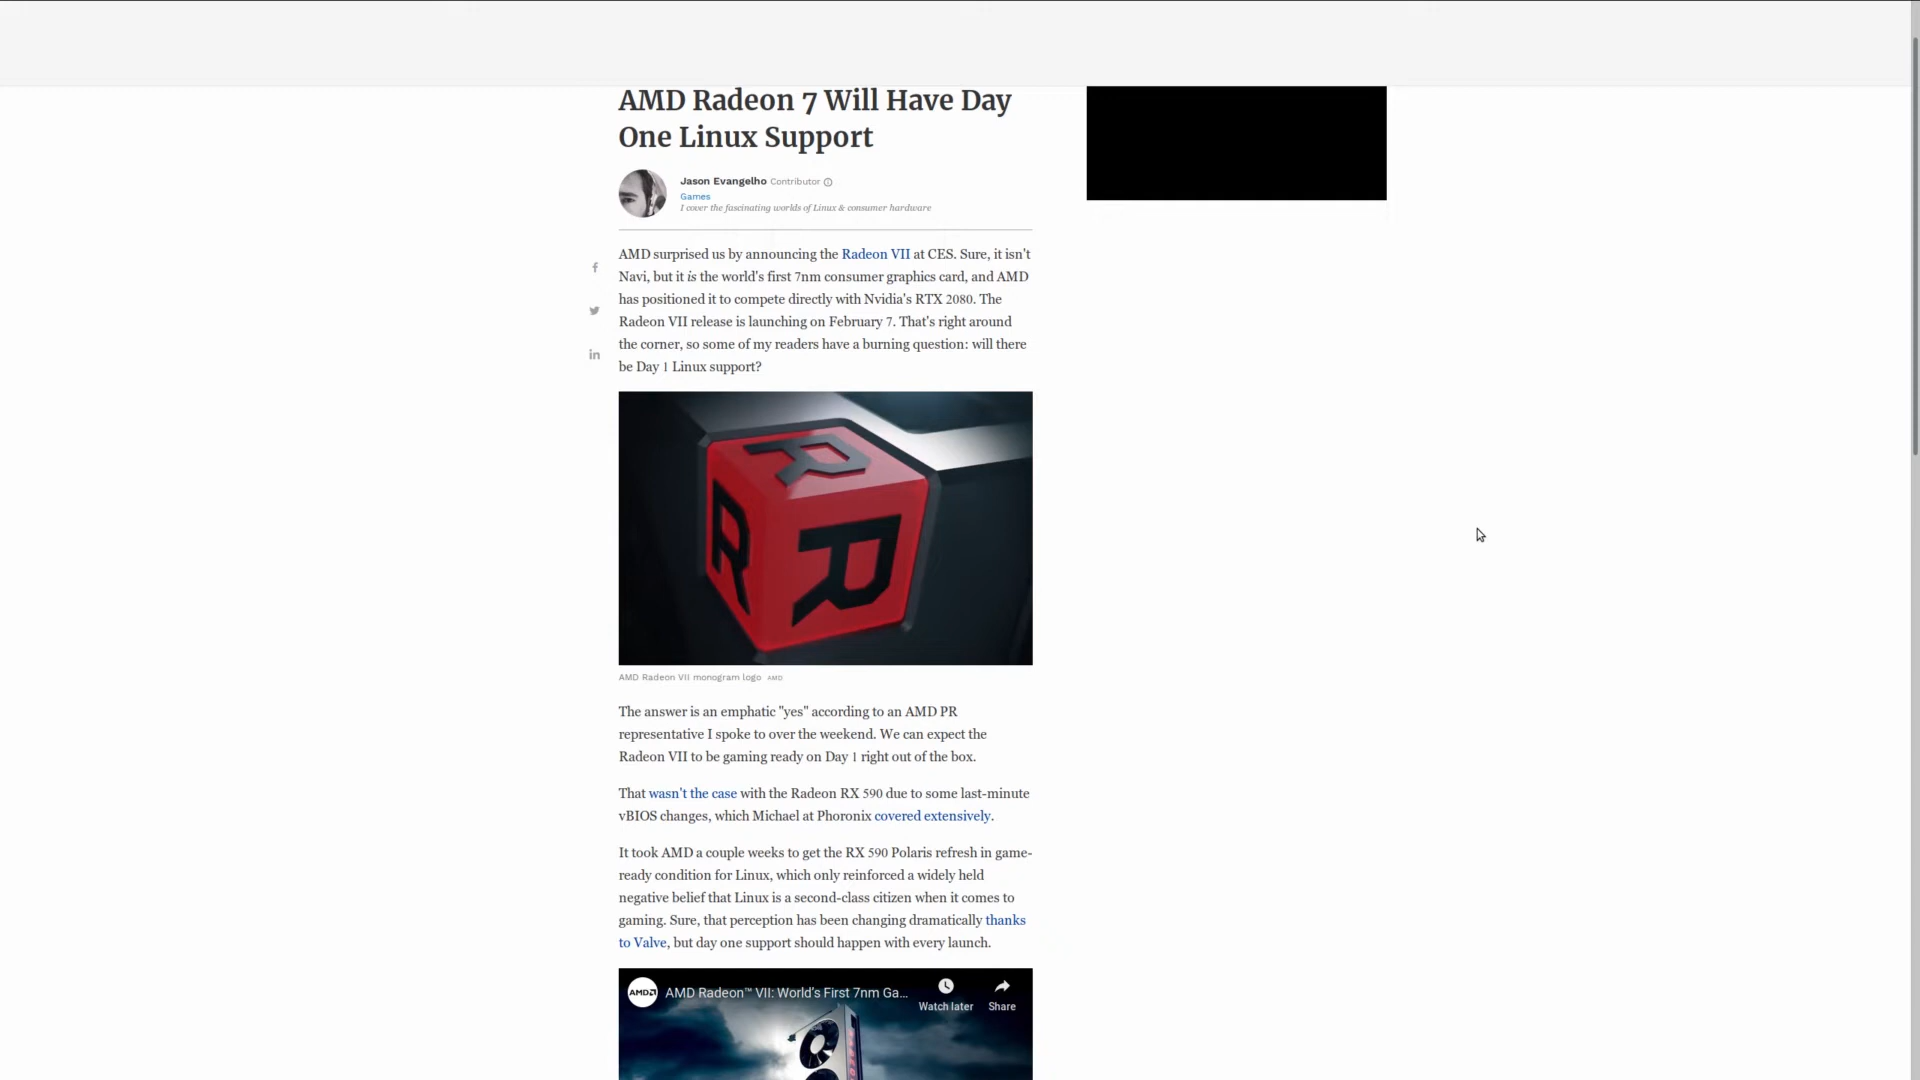 AMD Radeon 7 Will Have Day
One Linux Support
Jason Evangelho Contributor
Games
I cover the fascinating worlds of Linux & consumer hardware
AMD surprised us by announcing the Radeon VII at CES. Sure, it isn't
Navi, but it is the world's first 7nm consumer graphics card, and AMD
has positioned it to compete directly with Nvidia's RTX 2080. The
Radeon VII release is launching on February 7. That's right around
the corner, so some of my readers have a burning question: will there
be Day 1 Linux support?
R
R
R
AMD Radeon VII monogram logo AMD
The answer is an emphatic "yes" according to an AMD PR
representative I spoke to over the weekend. We can expect the
Radeon VII to be gaming ready on Day 1 right out of the box.
That wasn't the case with the Radeon RX 590 due to some last-minute
vBIOS changes, which Michael at Phoronix covered extensively.
It took AMD a couple weeks to get the RX 590 Polaris refresh in game-
ready condition for Linux, which only reinforced a widely held
negative belief that Linux is a second-class citizen when it comes to
gaming. Sure, that perception has been changing dramatically thanks
to Valve, but day one support should happen with every launch.
AMD AMD Radeon™ VII: World's First 7nm Ga...
Watch later Share